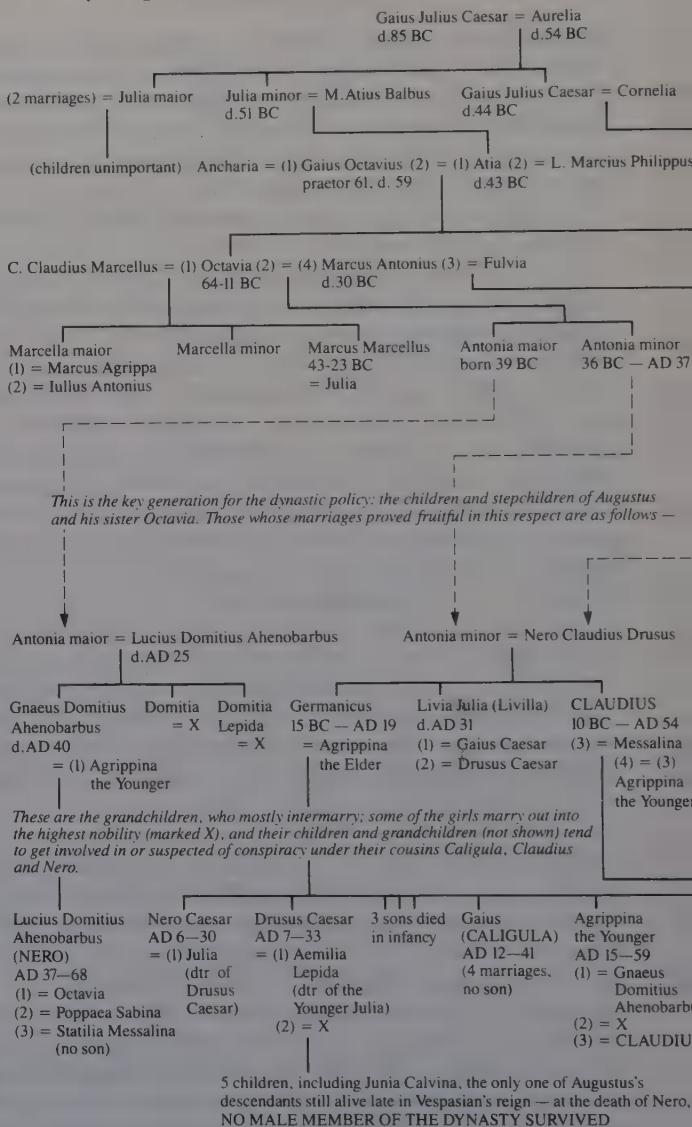 Gaius Julius Caesar = Aurelia
d.85 BC d.54 BC
(2 marriages) = Julia maior Julia minor = M.Atius Balbus Gaius Julius Caesar = Cornelia
d.51 BC d.44 BC
(children unimportant) Ancharia = (1) Gaius Octavius (2) = (1) Atia (2) = L. Marcius Philippus
praetor 61, d. 59 d.43 BC
C. Claudius Marcellus = (1) Octavia (2) = (4) Marcus Antonius (3) = Fulvia
64-11 BC d.30 BC
Marcella maior Marcella minor Marcus Marcellus Antonia maior Antonia minor
(1) = Marcus Agrippa 43-23 BC born 39 BC 36 BC — AD 37
(2) = Iullus Antonius = Julia
This is the key generation for the dynastic policy: the children and stepchildren of Augustus
and his sister Octavia. Those whose marriages proved fruitful in this respect are as follows —
Antonia maior = Lucius Domitius Ahenobarbus Antonia minor = Nero Claudius Drusus
d.AD 25
Gnaeus Domitius Domitia Domitia Germanicus Livia Julia (Livilla) CLAUDIUS
Ahenobarbus = X Lepida 15 BC — AD 19 d.AD 31 10 BC — AD 54
d.AD 40 = X = Agrippina (1) = Gaius Caesar (3) = Messalina
= (1) Agrippina the Elder (2) = Drusus Caesar (4) = (3)
the Younger Agrippina
the Younger
These are the grandchildren, who mostly intermarry; some of the girls marry out into
the highest nobility (marked X), and their children and grandchildren (not shown) tend
to get involved in or suspected of conspiracy under their cousins Caligula, Claudius
and Nero.
Lucius Domitius Nero Caesar Drusus Caesar 3 sons died Gaius Agrippina
Ahenobarbus AD 6—30 AD 7—33 in infancy (CALIGULA) the Younger
(NERO) = (1) Julia = (1) Aemilia AD 12—41 AD 15—59
AD 37—68 (dtr of Lepida (4 marriages, (1) = Gnaeus
(1) = Octavia Drusus (dtr of the no son) Domitius
(2) = Poppaea Sabina Caesar) Younger Julia) Ahenobarbu
(3) = Statilia Messalina (2) = X (2) = X
(no son) (3) = CLAUDIU
5 children, including Junia Calvina, the only one of Augustus's
descendants still alive late in Vespasian's reign — at the death of Nero,
NO MALE MEMBER OF THE DYNASTY SURVIVED